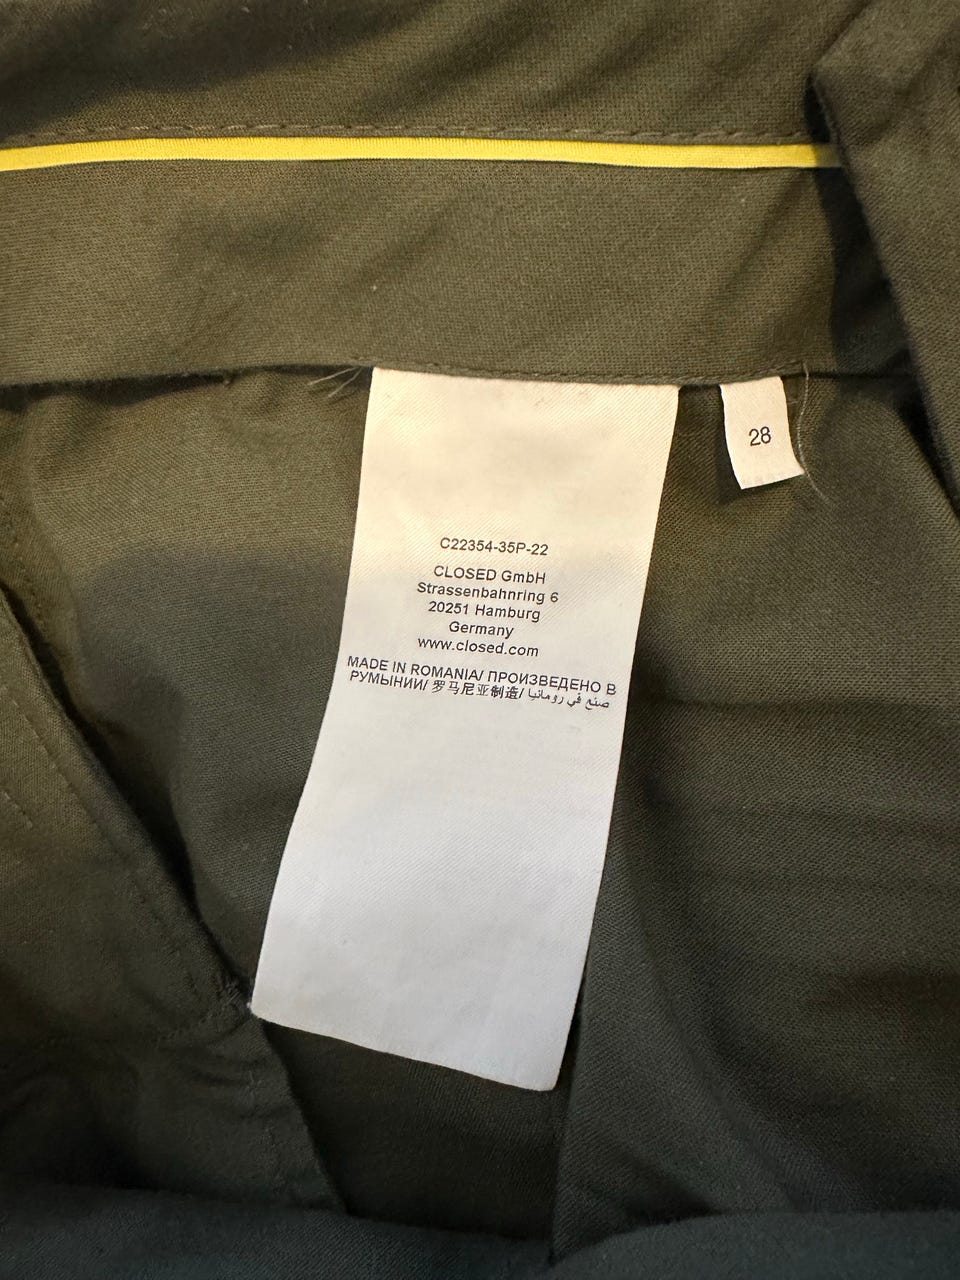 28
C22354-35P-22
CLOSED GmbH
Strassenbahnring 6
20251 Hamburg
Germany
www.closed.com
MADE IN ROMANIA/ ПРОИЗВЕДЕНО В
РУМЫНИИ/ 罗马尼亚制造/ صنع في رومانيا